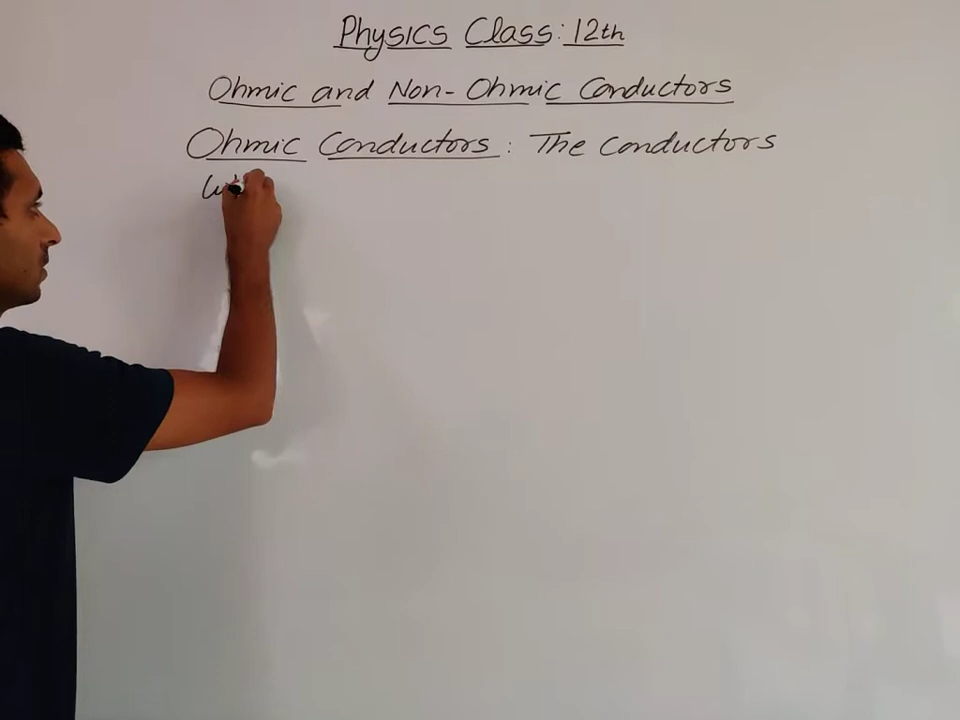 Physics Class: 12th
Ohmic and Non-Ohmic Conductors
Ohmic Conductors: The conductors